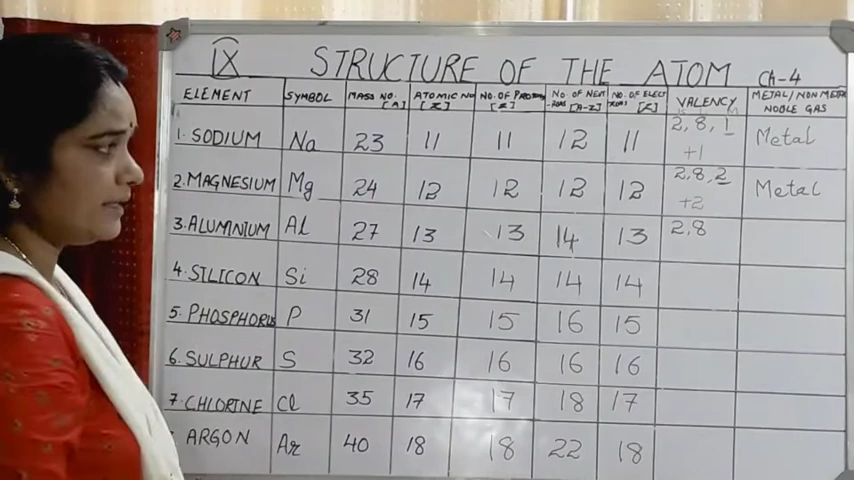 IX STRUCTURE OF THE ATOM Ch-4
ELEMENT SYMBOL MASS NO. [A] ATOMIC NO [Z] NO. OF PROTONS [Z] NO. OF NEUT -RONS [A-Z] NO. OF ELECT RONS [Z] VALENCY METAL/NON METAL NOBLE GAS
1. SODIUM Na 23 11 11 12 11 2, 8, 1 +1 Metal
2. MAGNESIUM Mg 24 12 12 12 12 2,8,2 +2 Metal
3. ALUMINIUM Al 27 13 13 14 13 2,8
4. SILICON Si 28 14 14 14 14
5. PHOSPHORUS P 31 15 15 16 15
6. SULPHUR S 32 16 16 16 16
7. CHLORINE Cl 35 17 17 18 17
ARGON Ar 40 18 18 22 18